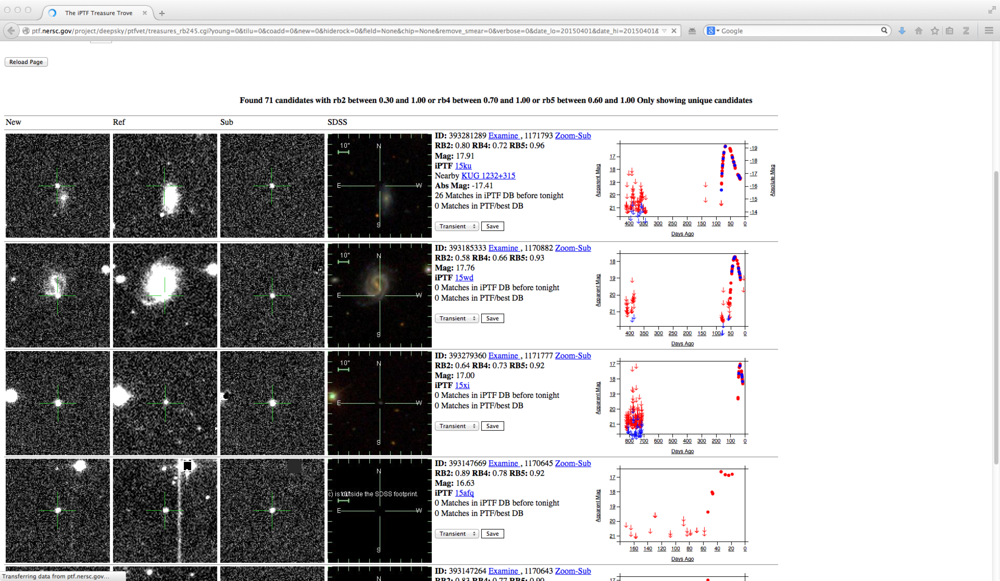 The iPTF Treasure Trove
ptf.nersc.gov/project/deepsky/ptfvet/treasures_rb245.cgi?young=0&tilu=0&coadd=0&new=0&hiderock=0&field=None&chip=None&remove_smear=0&verbose=0&date_lo=20150401&date_hi=20150401&
Google
Reload Page
Found 71 candidates with rb2 between 0.30 and 1.00 or rb4 between 0.70 and 1.00 or rb5 between 0.60 and 1.00 Only showing unique candidates
New Ref Sub SDSS
10"
N
E W
S
ID: 393281289 Examine , 1171793 Zoom-Sub
RB2: 0.80 RB4: 0.72 RB5: 0.96
Mag: 17.91
iPTF 15ku
Nearby KUG 1232+315
Abs Mag: -17.41
26 Matches in iPTF DB before tonight
0 Matches in PTF/best DB
Transient Save
Apparent Mag
17
18
19
20
21
-19
-18
-17
-16
-15
-14
Absolute Mag
400 350 300 250 200 150 100 50 0
Days Ago
10"
N
E W
S
ID: 393185333 Examine , 1170882 Zoom-Sub
RB2: 0.58 RB4: 0.66 RB5: 0.93
Mag: 17.76
iPTF 15wd
0 Matches in iPTF DB before tonight
0 Matches in PTF/best DB
Transient Save
Apparent Mag
18
19
20
21
400 350 300 250 200 150 100 50 0
Days Ago
10"
N
E W
S
ID: 393279360 Examine , 1171777 Zoom-Sub
RB2: 0.64 RB4: 0.73 RB5: 0.92
Mag: 17.00
iPTF 15xi
0 Matches in iPTF DB before tonight
0 Matches in PTF/best DB
Transient Save
Apparent Mag
17
18
19
20
21
800 700 600 500 400 300 200 100 0
Days Ago
N
c) is outside the SDSS footprint.
10"
E W
S
ID: 393147669 Examine , 1170645 Zoom-Sub
RB2: 0.89 RB4: 0.78 RB5: 0.92
Mag: 16.63
iPTF 15afq
0 Matches in iPTF DB before tonight
0 Matches in PTF/best DB
Transient Save
Apparent Mag
17
18
19
20
21
160 140 120 100 80 60 40 20 0
Days Ago
N
ID: 393147264 Examine , 1170643 Zoom-Sub
RB2: 0.83 RB4: 0.77 RB5: 0.90
17
Transferring data from ptf.nersc.gov...